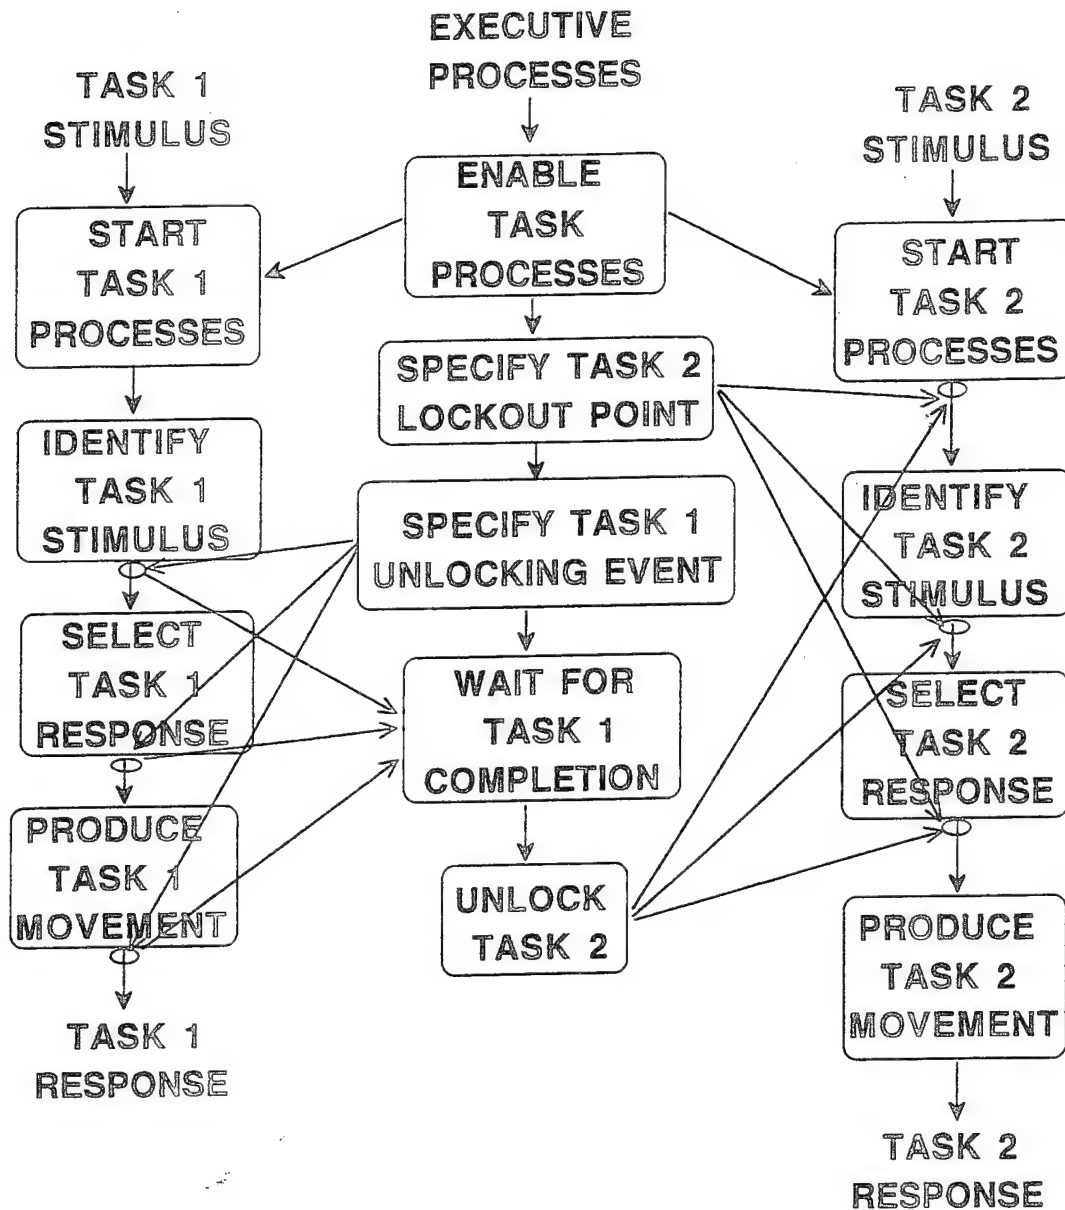 EXECUTIVE
PROCESSES
TASK 1
STIMULUS
TASK 2
STIMULUS
ENABLE
TASK
PROCESSES
START
TASK 1
PROCESSES
START
TASK 2
PROCESSES
SPECIFY TASK 2
LOCKOUT POINT
IDENTIFY
TASK 1
STIMULUS
SPECIFY TASK 1
UNLOCKING EVENT
IDENTIFY
TASK 2
STIMULUS
SELECT
TASK 1
RESPONSE
WAIT FOR
TASK 1
COMPLETION
SELECT
TASK 2
RESPONSE
PRODUCE
TASK 1
MOVEMENT
UNLOCK
TASK 2
PRODUCE
TASK 2
MOVEMENT
TASK 1
RESPONSE
TASK 2
RESPONSE